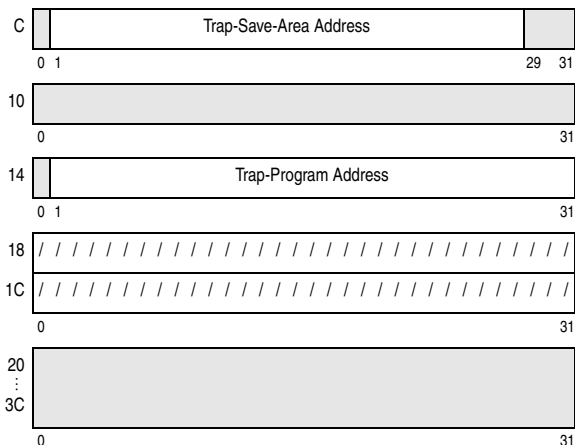 C Trap-Save-Area Address
0 1 29 31
10
0 31
14 Trap-Program Address
0 1 31
18 / / / / / / / / / / / / / / / / / / / / / / / / / / / / / / /
1C / / / / / / / / / / / / / / / / / / / / / / / / / / / / / / /
0 31
20
⋮
3C
0 31